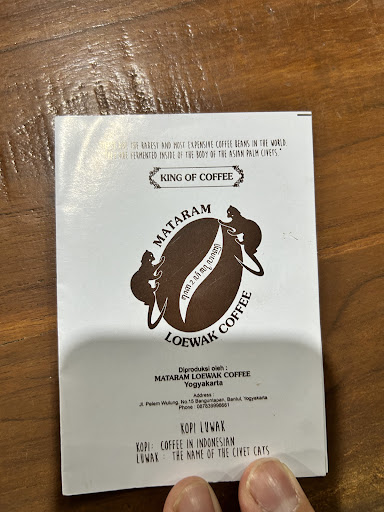 THE RAREST AND MOST EXPENSIVE COFFEE BEANS IN THE WORLD.
ARE FERMENTED INSIDE OF THE BODY OF THE ASIAN PALM CIVETS."
KING OF COFFEE
MATARAM
LOEWAK COFFEE
Diproduksi oleh :
MATARAM LOEWAK COFFEE
Yogyakarta
Address :
Jl. Pelem Wulung, No.15 Banguntapan, Bantul, Yogyakarta
Phone : 087839998661
KOPI LUWAK
KOPI: COFFEE IN INDONESIAN
LUWAK : THE NAME OF THE CIVET CATS